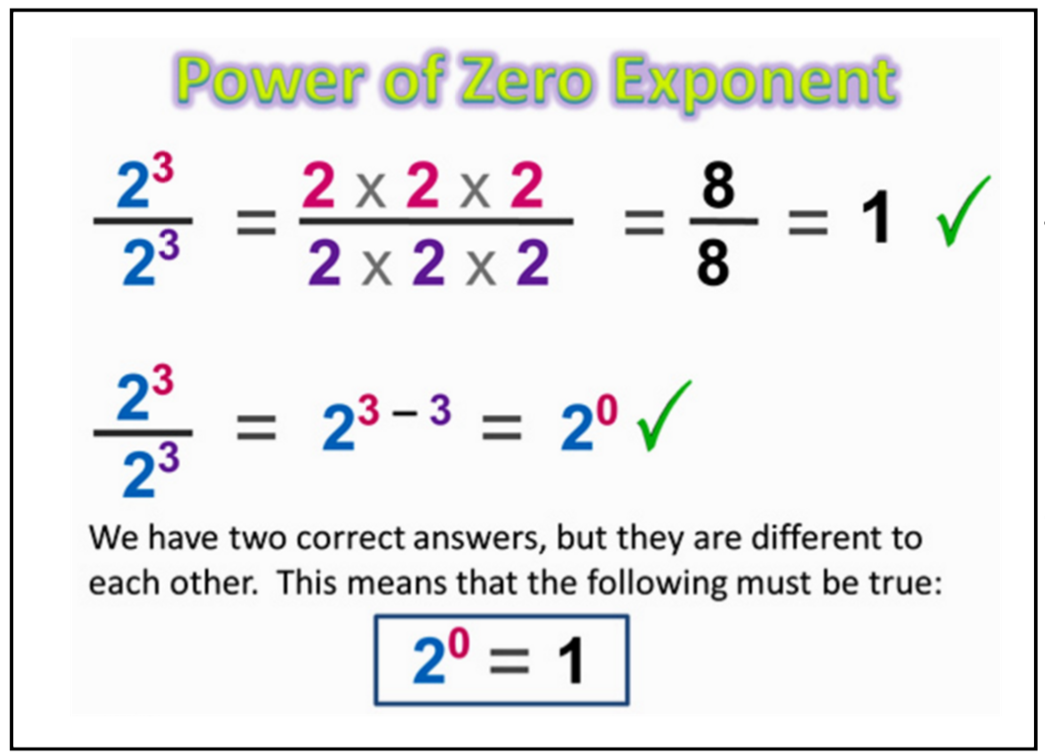 Power of Zero Exponent
2³/2³ = 2 x 2 x 2/2 x 2 x 2 = 8/8 = 1 ✓
2³/2³ = 2³ – ³ = 2⁰ ✓
We have two correct answers, but they are different to
each other. This means that the following must be true:
2⁰ = 1